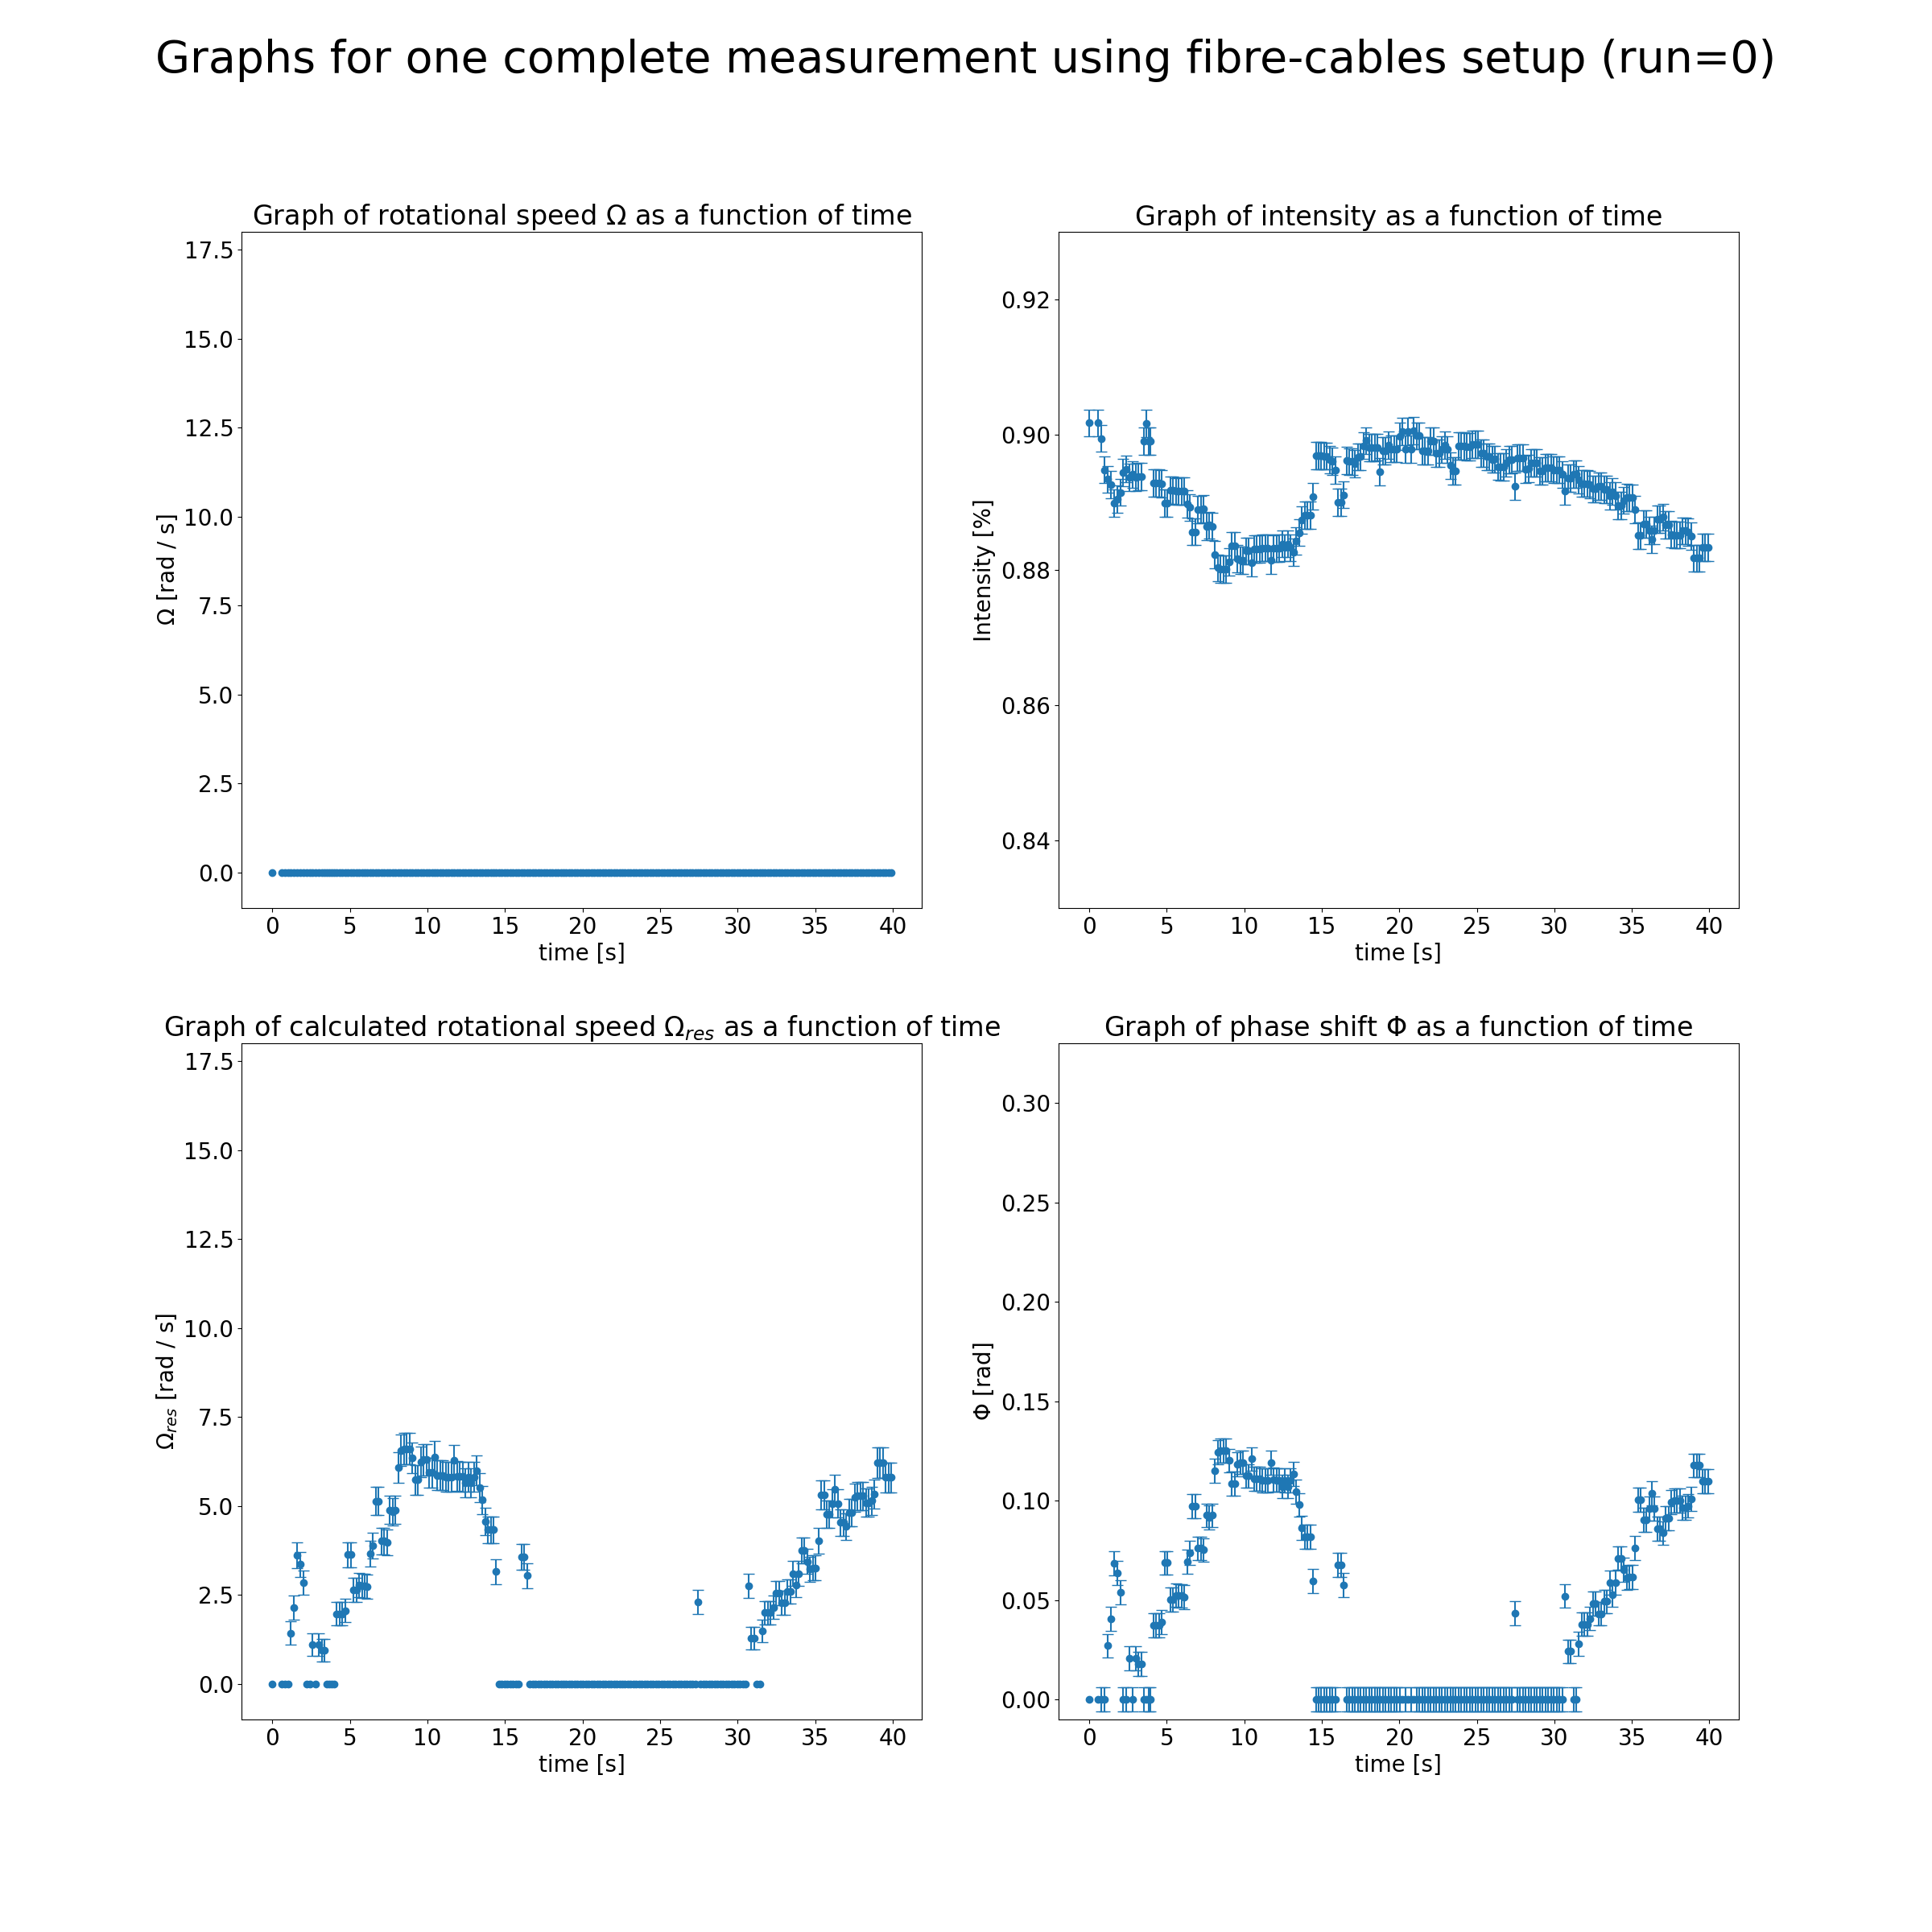 Graphs for one complete measurement using fibre-cables setup (run=0)
Graph of rotational speed Ω as a function of time
17.5
15.0
12.5
10.0
7.5
5.0
2.5
0.0
Ω [rad / s]
0 5 10 15 20 25 30 35 40
time [s]
Graph of intensity as a function of time
0.92
0.90
0.88
0.86
0.84
Intensity [%]
0 5 10 15 20 25 30 35 40
time [s]
Graph of calculated rotational speed Ωres as a function of time
17.5
15.0
12.5
10.0
7.5
5.0
2.5
0.0
Ωres [rad / s]
0 5 10 15 20 25 30 35 40
time [s]
Graph of phase shift Φ as a function of time
0.30
0.25
0.20
0.15
0.10
0.05
0.00
Φ [rad]
0 5 10 15 20 25 30 35 40
time [s]